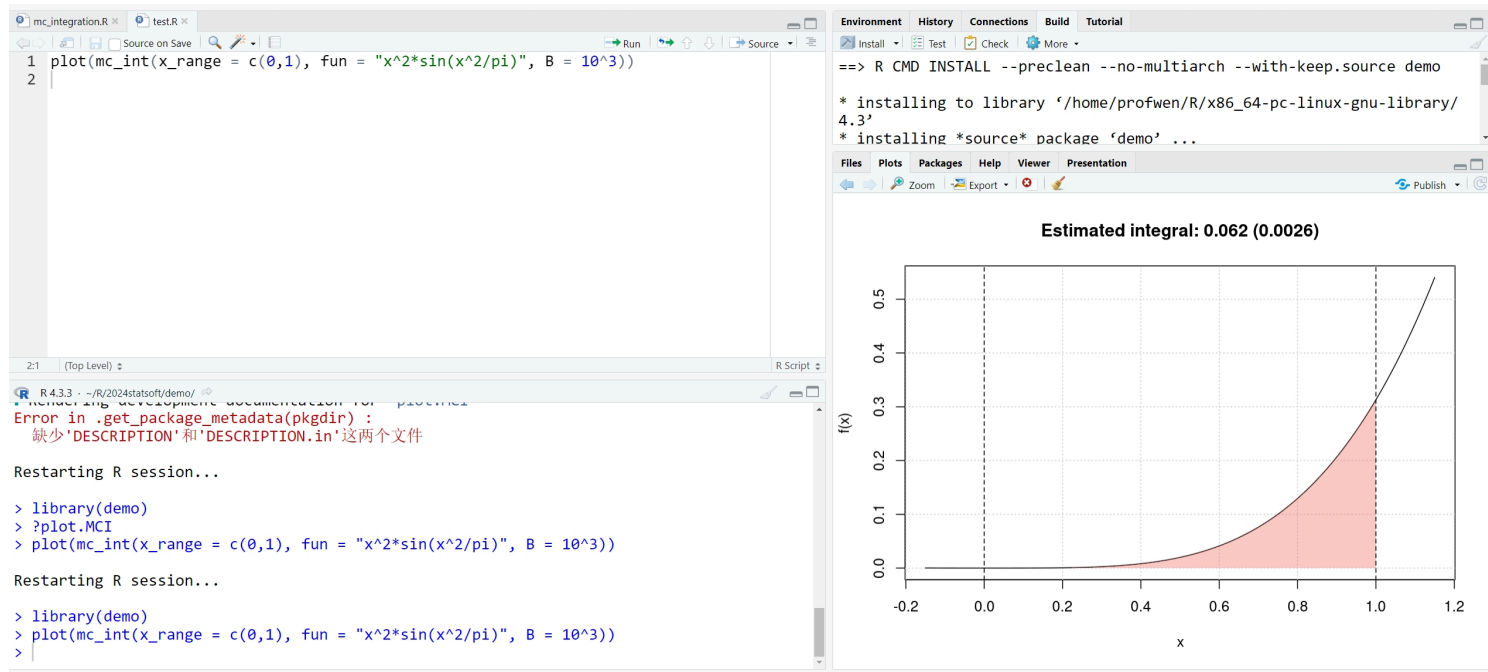 mc_integration.R × test.R ×
Source on Save Run Source
1 plot(mc_int(x_range = c(0,1), fun = "x^2*sin(x^2/pi)", B = 10^3))
2
2:1 (Top Level) R Script
R 4.3.3 · ~/R/2024statsoft/demo/
Rendering development documentation for "plot.MCI"
Error in .get_package_metadata(pkgdir) :
缺少'DESCRIPTION'和'DESCRIPTION.in'这两个文件
Restarting R session...
> library(demo)
> ?plot.MCI
> plot(mc_int(x_range = c(0,1), fun = "x^2*sin(x^2/pi)", B = 10^3))
Restarting R session...
> library(demo)
> plot(mc_int(x_range = c(0,1), fun = "x^2*sin(x^2/pi)", B = 10^3))
>
Environment History Connections Build Tutorial
Install Test Check More
==> R CMD INSTALL --preclean --no-multiarch --with-keep.source demo
* installing to library ‘/home/profwen/R/x86_64-pc-linux-gnu-library/
4.3’
* installing *source* package ‘demo’ ...
Files Plots Packages Help Viewer Presentation
Zoom Export Publish
Estimated integral: 0.062 (0.0026)
0.5
0.4
0.3
0.2
0.1
0.0
f(x)
-0.2 0.0 0.2 0.4 0.6 0.8 1.0 1.2
x